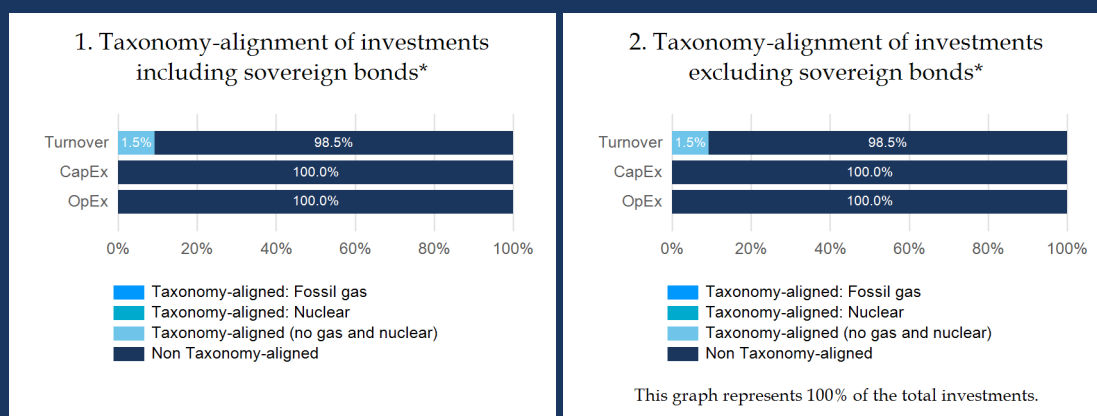 1. Taxonomy-alignment of investments
including sovereign bonds*
Turnover 1.5% 98.5%
CapEx 100.0%
OpEx 100.0%
0% 20% 40% 60% 80% 100%
Taxonomy-aligned: Fossil gas
Taxonomy-aligned: Nuclear
Taxonomy-aligned (no gas and nuclear)
Non Taxonomy-aligned
2. Taxonomy-alignment of investments
excluding sovereign bonds*
Turnover 1.5% 98.5%
CapEx 100.0%
OpEx 100.0%
0% 20% 40% 60% 80% 100%
Taxonomy-aligned: Fossil gas
Taxonomy-aligned: Nuclear
Taxonomy-aligned (no gas and nuclear)
Non Taxonomy-aligned
This graph represents 100% of the total investments.